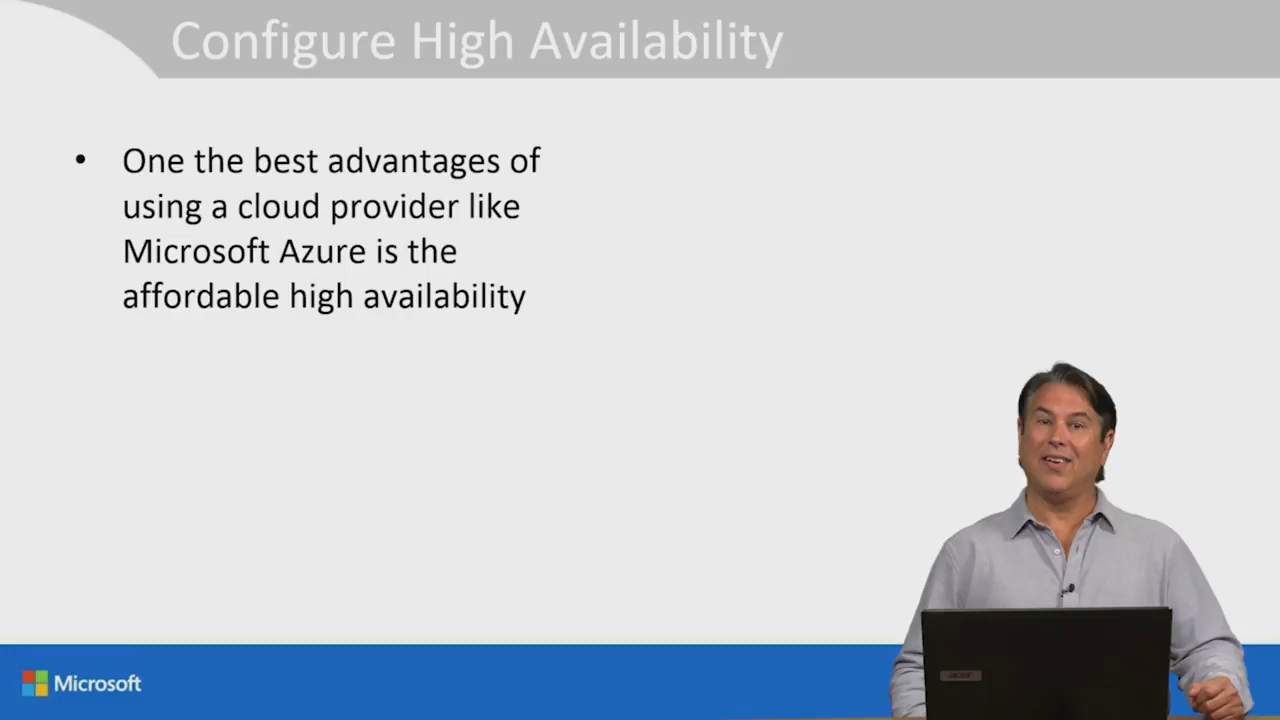 Configure High Availability
• One the best advantages of
using a cloud provider like
Microsoft Azure is the
affordable high availability
Microsoft